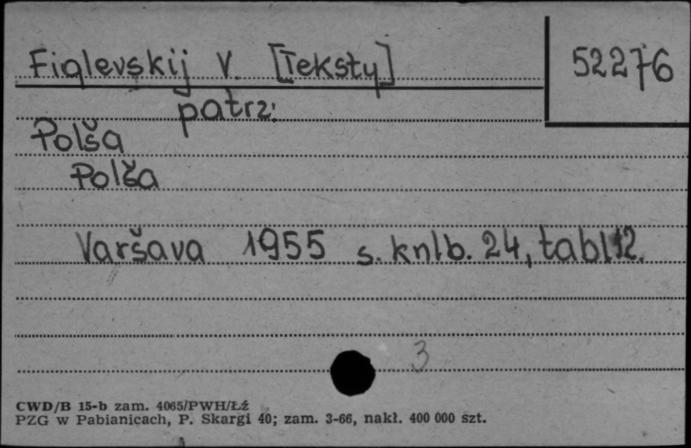 Figlevskij V. [Teksty] 52276
patrz:
Polša
Polša
Varšava 1955 s. knlb. 24, tabl. 12.
3
CWD/B 15-b zam. 4065/PWH/Łź
PZG w Pabianicach, P. Skargi 40; zam. 3-66, nakł. 400 000 szt.